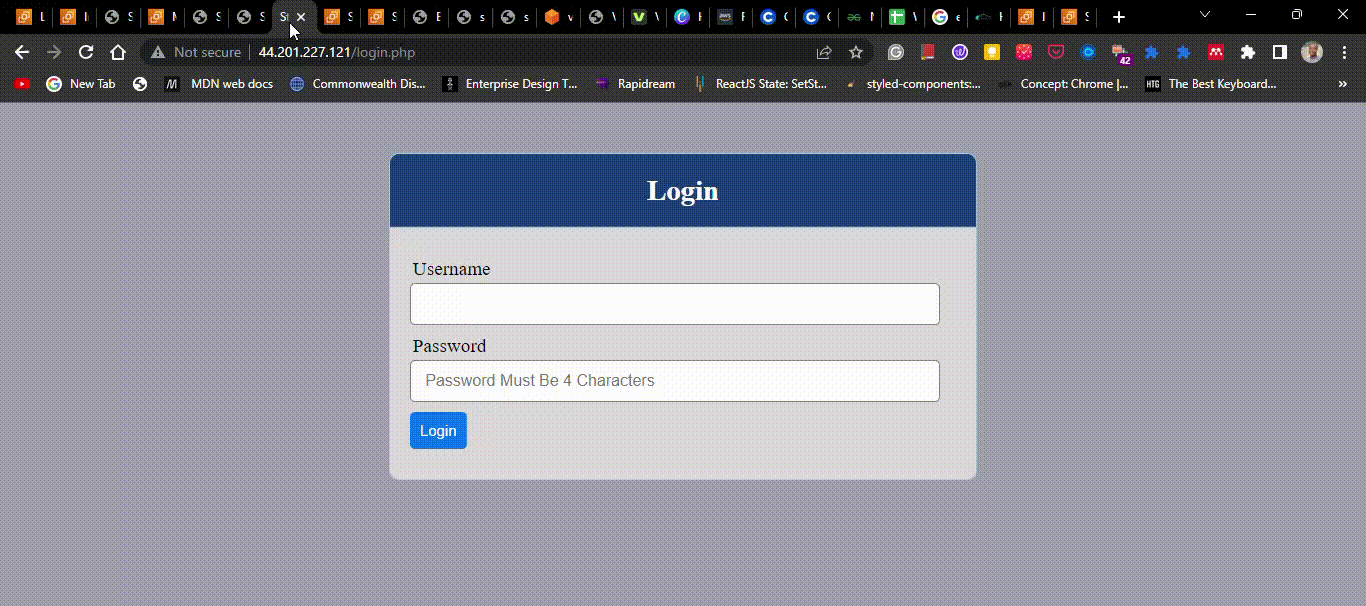 Not secure 44.201.227.121/login.php
42
New Tab MDN web docs Commonwealth Dis... Enterprise Design T... Rapidream ReactJS State: SetSt... styled-components:... Concept: Chrome |... HTG The Best Keyboard... »
Login
Username
Password
Password Must Be 4 Characters
Login